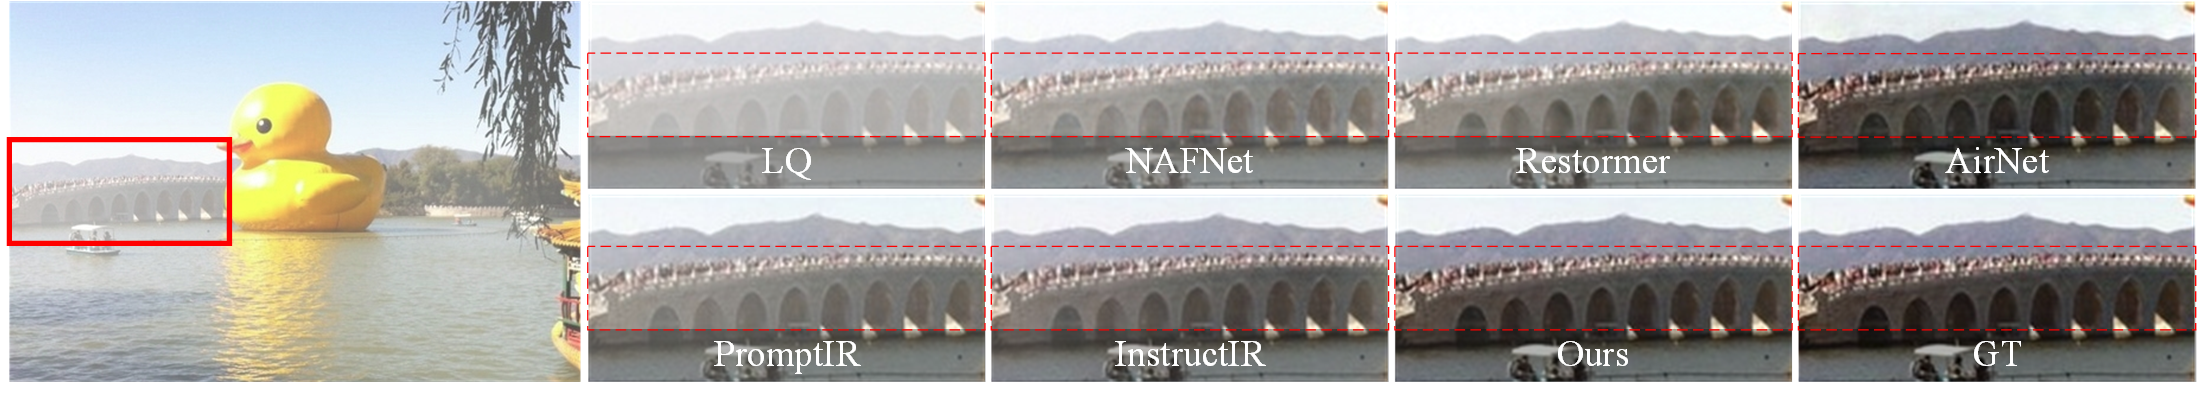 LQ
NAFNet
Restormer
AirNet
PromptIR
InstructIR
Ours
GT